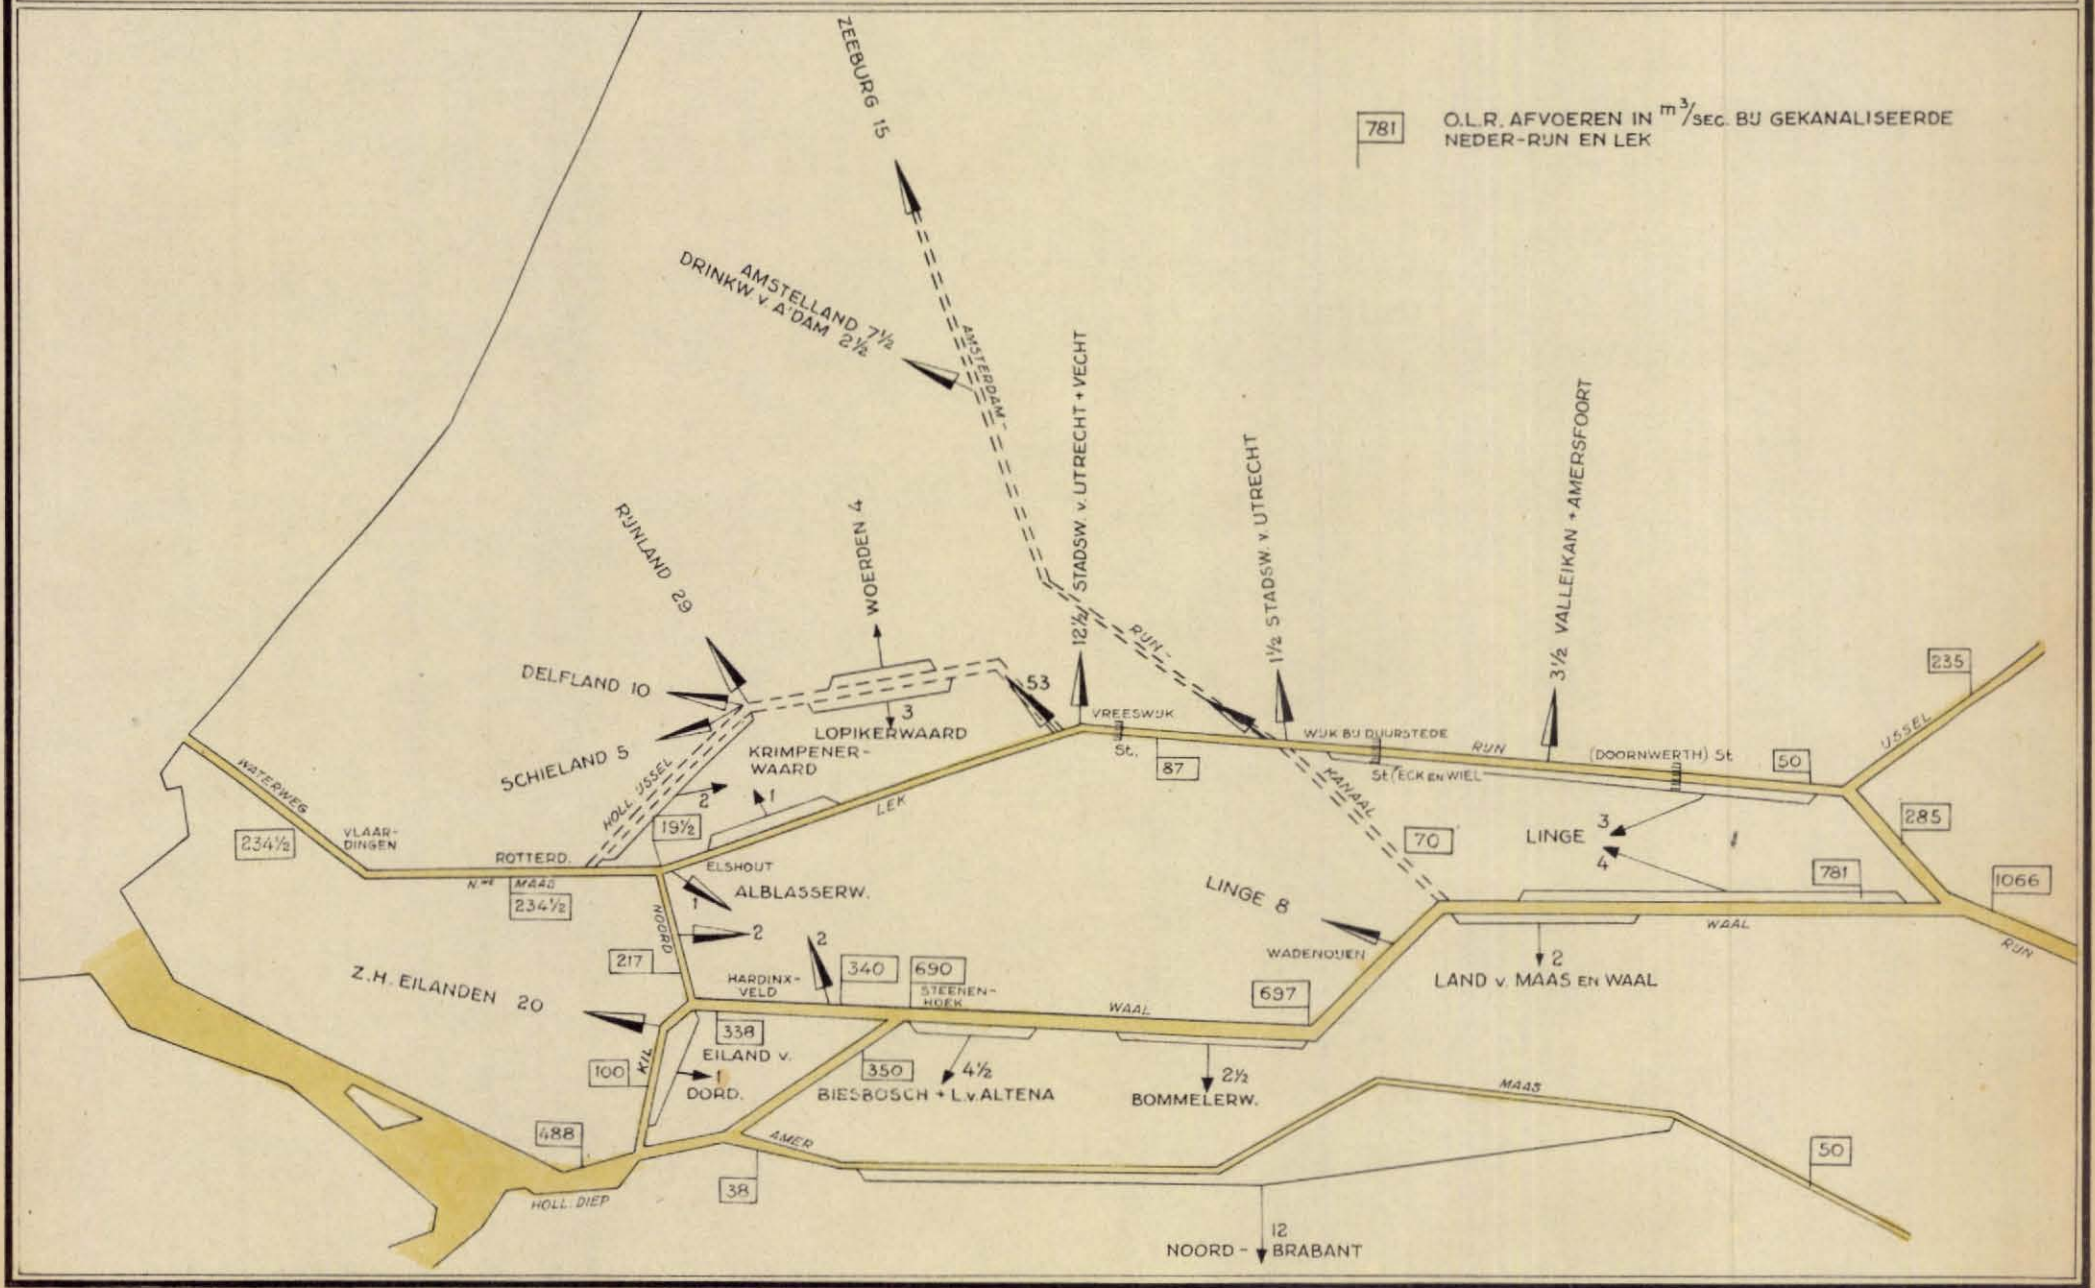 ZEEBURG 15
781
O.L.R. AFVOEREN IN m³/SEC. BIJ GEKANALISEERDE
NEDER-RIJN EN LEK
AMSTELLAND 7½
DRINKW. v. A'DAM 2½
AMSTERDAM-
12½ STADSW. v. UTRECHT + VECHT
1½ STADSW. v. UTRECHT
3½ VALLEIKAN + AMERSFOORT
RIJNLAND 29
WOERDEN 4
RIJN-
DELFLAND 10
53
235
IJSSEL
SCHIELAND 5
3
LOPIKERWAARD
KRIMPENER-
WAARD
VREESWIJK
St.
87
WIJK BIJ DUURSTEDE
RIJN
(DOORNWERTH) St
50
St (ECK EN WIEL
KANAAL
WATERWEG
HOLL. IJSSEL
2
1
LEK
234½
VLAAR-
DINGEN
ROTTERD.
19½
ELSHOUT
70
LINGE
3
4
285
781
1066
N.WE MAAS
234½
1
ALBLASSERW.
LINGE 8
NOORD
2
2
WAAL
RIJN
217
HARDINX-
VELD
340
690
STEENEN-
HOEK
WADENOIJEN
2
LAND v. MAAS EN WAAL
Z.H. EILANDEN 20
WAAL
697
338
EILAND v.
DORD.
1
KIL
100
350
4½
BIESBOSCH + L.v.ALTENA
2½
BOMMELERW.
MAAS
488
AMER
38
50
HOLL. DIEP
12
NOORD-BRABANT